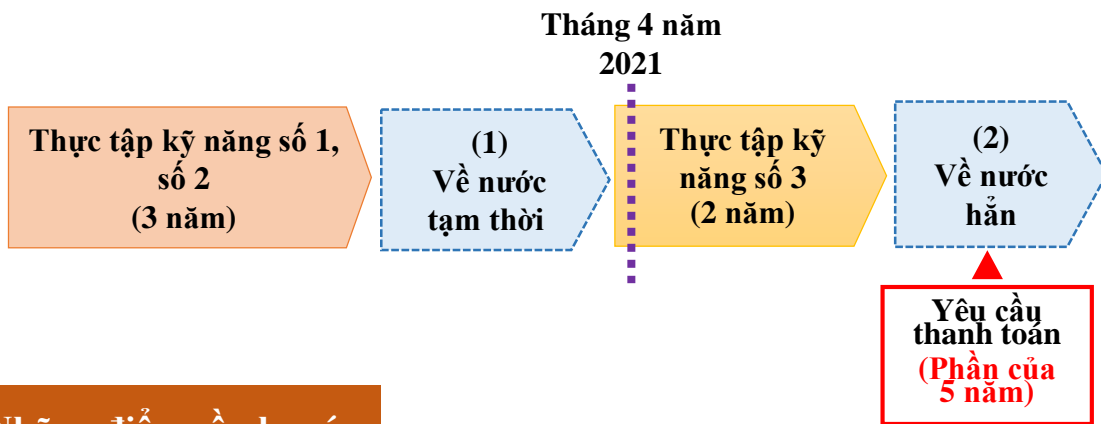 Tháng 4 năm
2021
Thực tập kỹ năng số 1,
số 2
(3 năm)
(1)
Về nước
tạm thời
Thực tập kỹ
năng số 3
(2 năm)
(2)
Về nước
hẳn
Yêu cầu
thanh toán
(Phần của
5 năm)